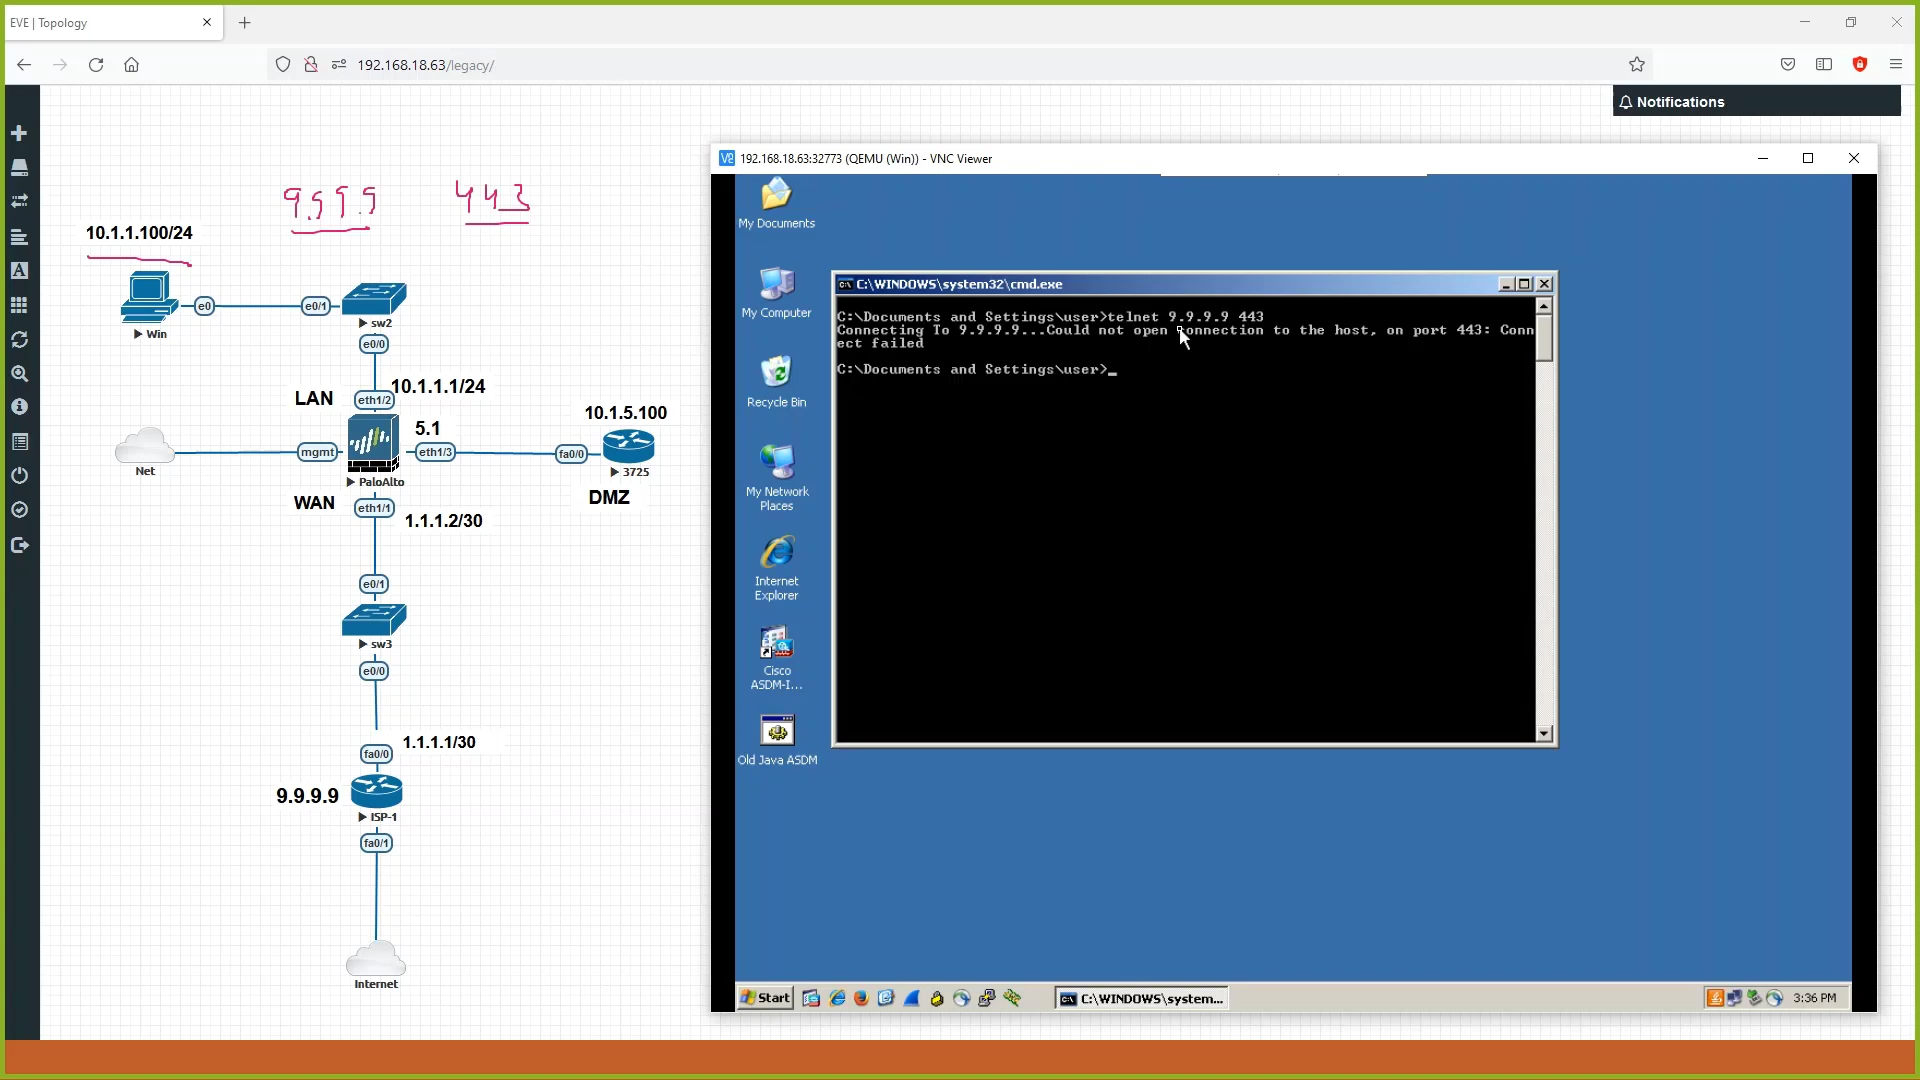 EVE | Topology
192.168.18.63/legacy/
Notifications
9.9.9.9 443
10.1.1.100/24
Win
e0
e0/1
sw2
e0/0
LAN
eth1/2
10.1.1.1/24
Net
mgmt
PaloAlto
5.1
eth1/3
10.1.5.100
fa0/0
3725
DMZ
WAN
eth1/1
1.1.1.2/30
e0/1
sw3
e0/0
fa0/0
1.1.1.1/30
9.9.9.9
ISP-1
fa0/1
Internet
192.168.18.63:32773 (QEMU (Win)) - VNC Viewer
My Documents
My Computer
Recycle Bin
My Network
Places
Internet
Explorer
Cisco
ASDM-I...
Old Java ASDM
C:\WINDOWS\system32\cmd.exe
C:\Documents and Settings\user>telnet 9.9.9.9 443
Connecting To 9.9.9.9...Could not open connection to the host, on port 443: Conn
ect failed
C:\Documents and Settings\user>_
Start
C:\WINDOWS\system...
3:36 PM